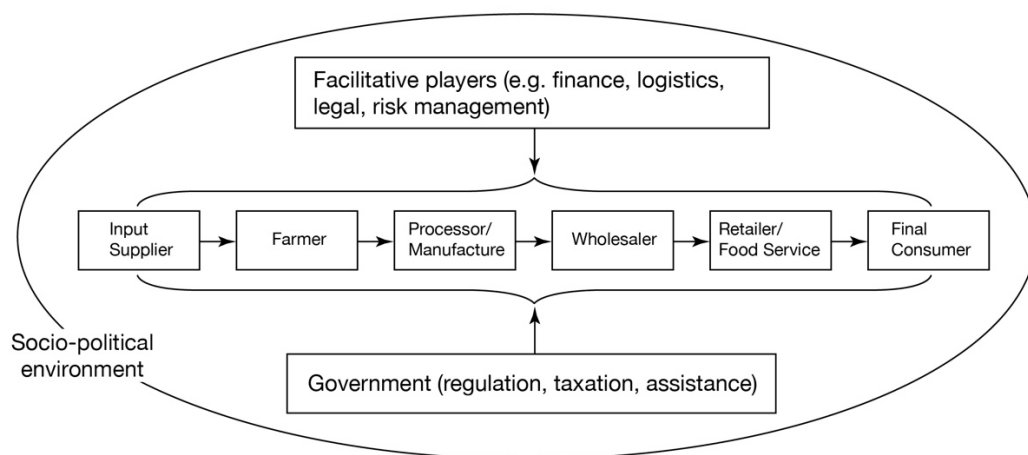 Facilitative players (e.g. finance, logistics,
legal, risk management)
Input
Supplier
Farmer
Processor/
Manufacture
Wholesaler
Retailer/
Food Service
Final
Consumer
Socio-political
environment
Government (regulation, taxation, assistance)